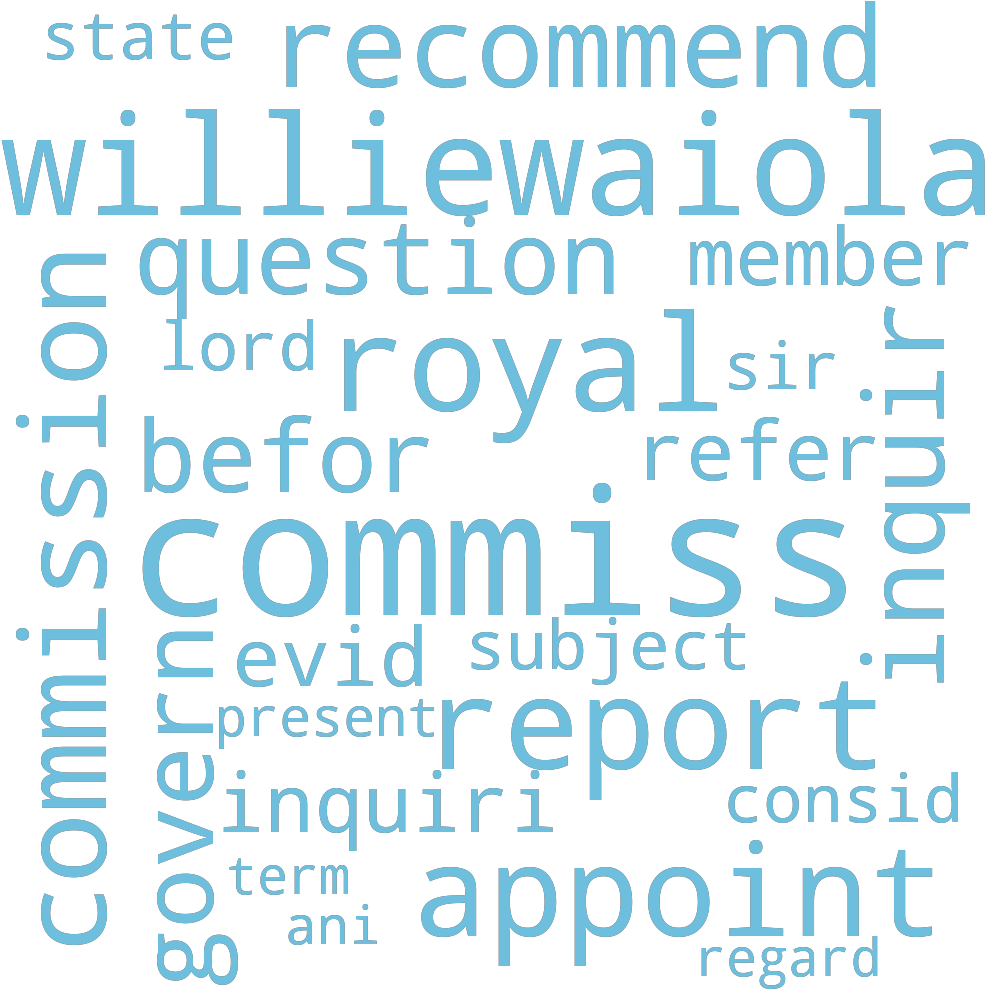 state
recommend
williewaiola
question
member
commission
lord
royal
sir
inquir
befor
refer
commiss
govern
evid
subject
present
report
inquiri
consid
term
appoint
ani
regard